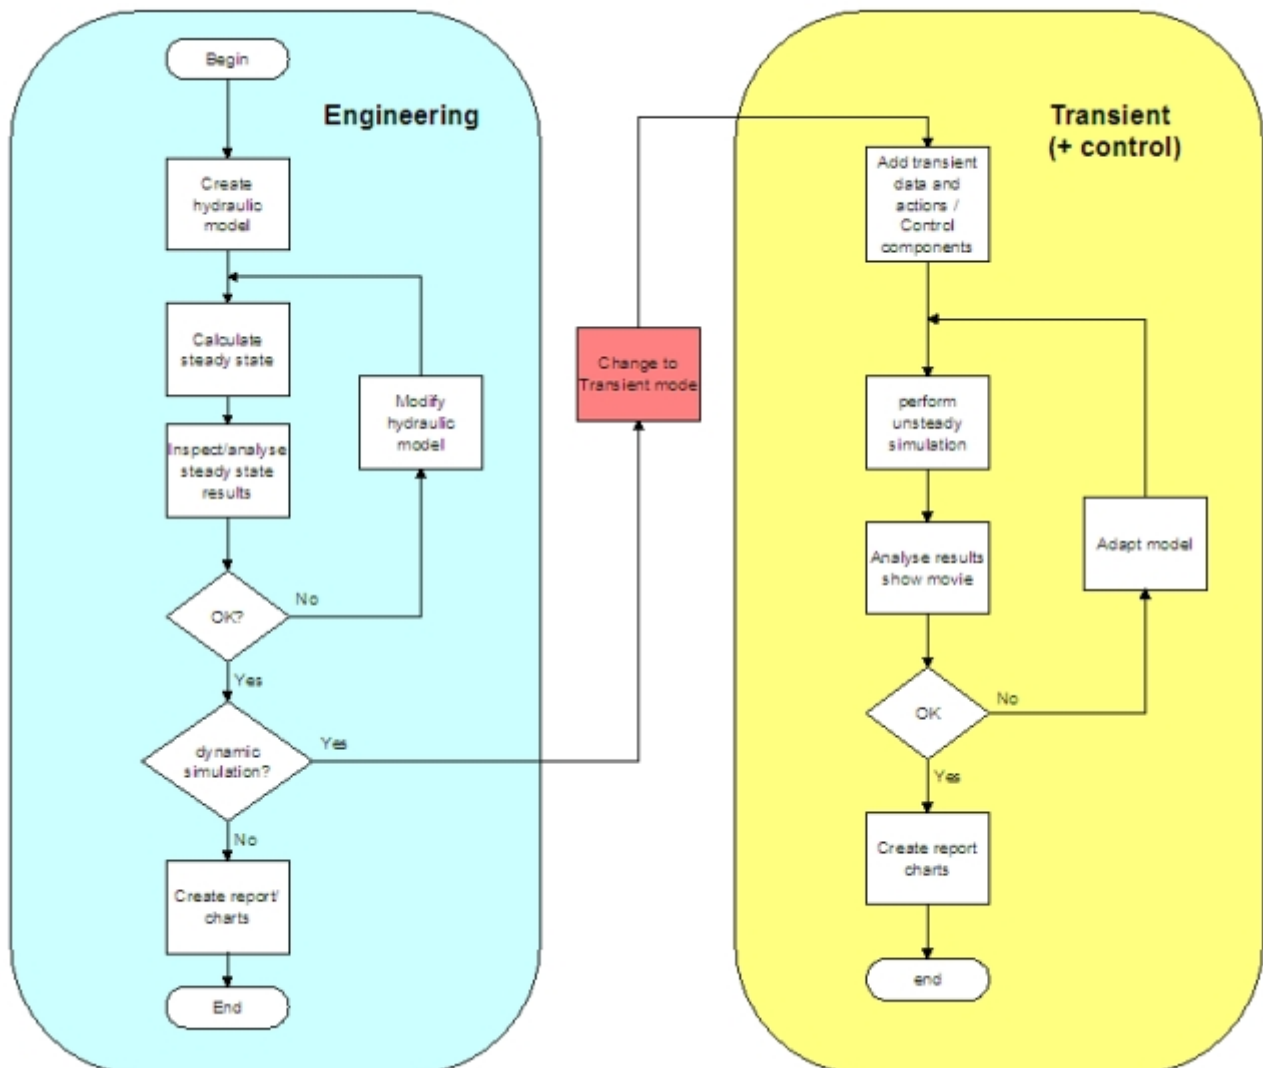 Begin
Engineering
Create
hydraulic
model
Calculate
steady state
Modify
hydraulic
model
Inspect/analyse
steady state
results
OK?
No
Yes
dynamic
simulation?
Yes
No
Create report/
charts
End
Change to
Transient mode
Transient
(+ control)
Add transient
data and
actions /
Control
components
perform
unsteady
simulation
Analyse results
show movie
Adapt model
OK
No
Yes
Create report
charts
end